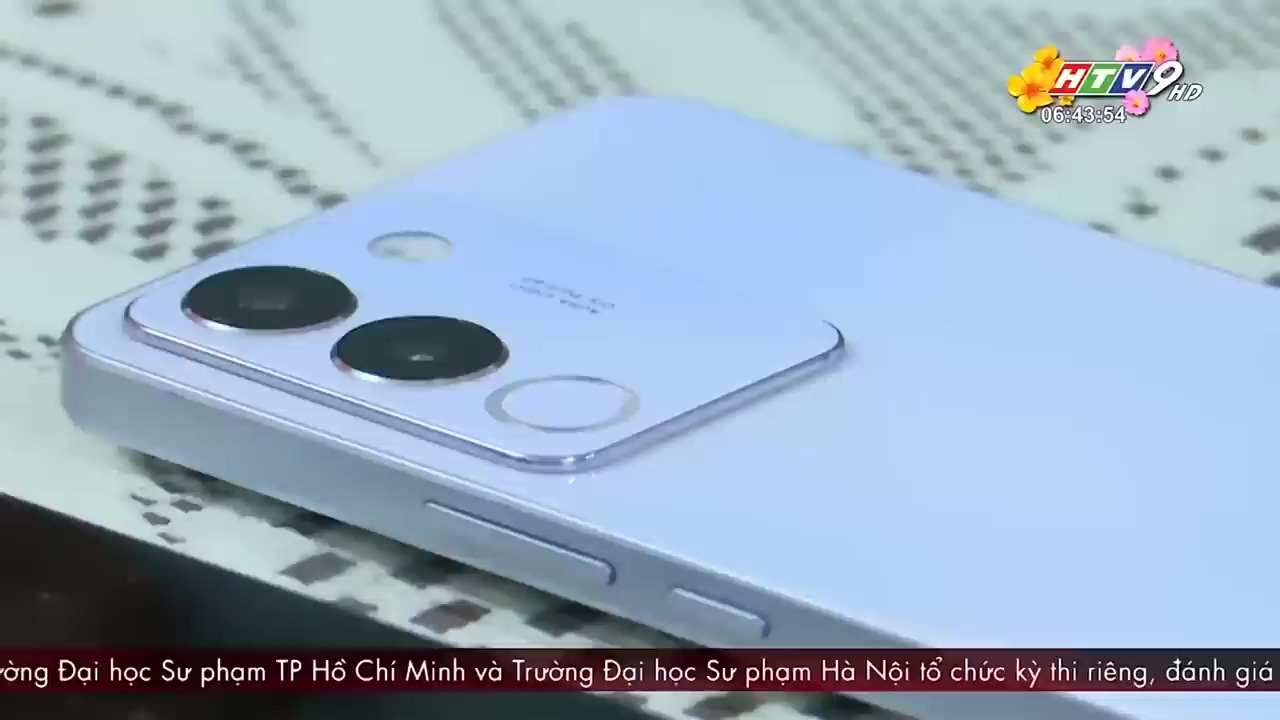 HTV9 HD
06:43:54
ờng Đại học Sư phạm TP Hồ Chí Minh và Trường Đại học Sư phạm Hà Nội tổ chức kỳ thi riêng, đánh giá